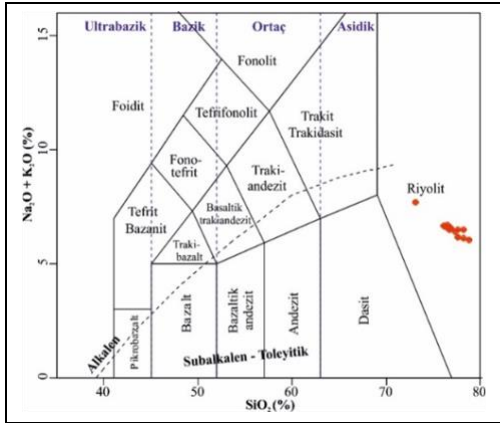 Ultrabazik Bazik Ortaç Asidik
Fonolit
Foidit
Tefrifonolit
Trakit
Trakidasit
Fono-
tefrit
Traki-
andezit
Riyolit
Tefrit
Bazanit
Basaltik
trakiandezit
Traki-
bazalt
Alkalen
Pikrobazalt
Bazalt
Bazaltik
andezit
Andezit
Dasit
Subalkalen - Toleyitik
Na₂O + K₂O (%)
15
10
5
0
40 50 60 70 80
SiO₂ (%)